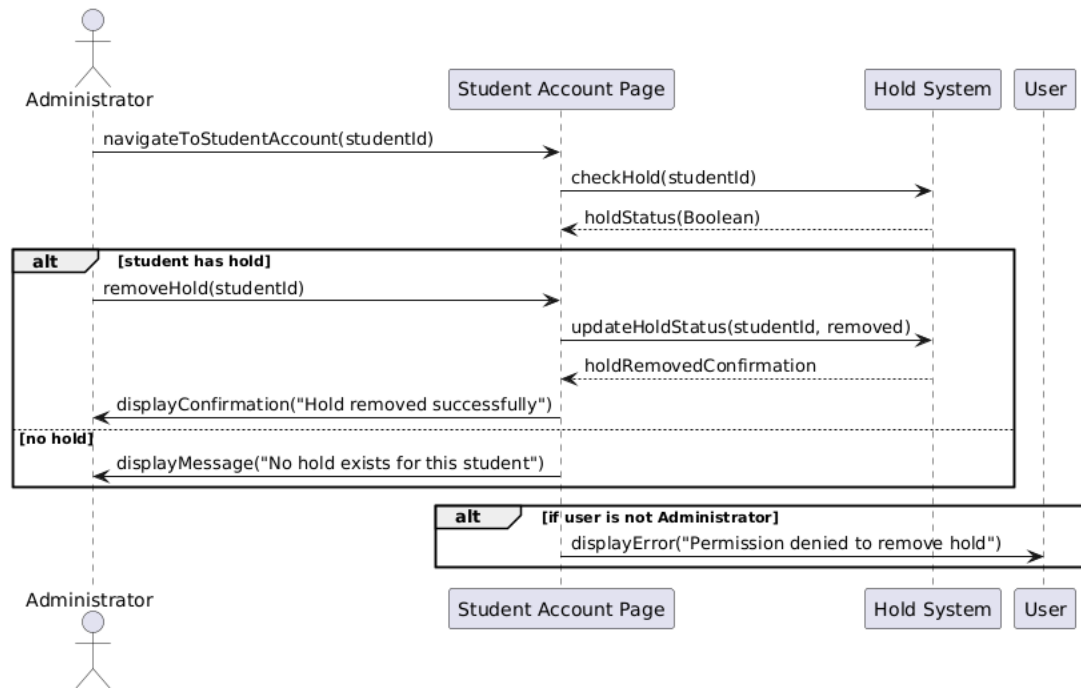 Administrator
Student Account Page
Hold System
User
navigateToStudentAccount(studentId)
checkHold(studentId)
holdStatus(Boolean)
alt
[student has hold]
removeHold(studentId)
updateHoldStatus(studentId, removed)
holdRemovedConfirmation
displayConfirmation("Hold removed successfully")
[no hold]
displayMessage("No hold exists for this student")
alt
[if user is not Administrator]
displayError("Permission denied to remove hold")
Administrator
Student Account Page
Hold System
User